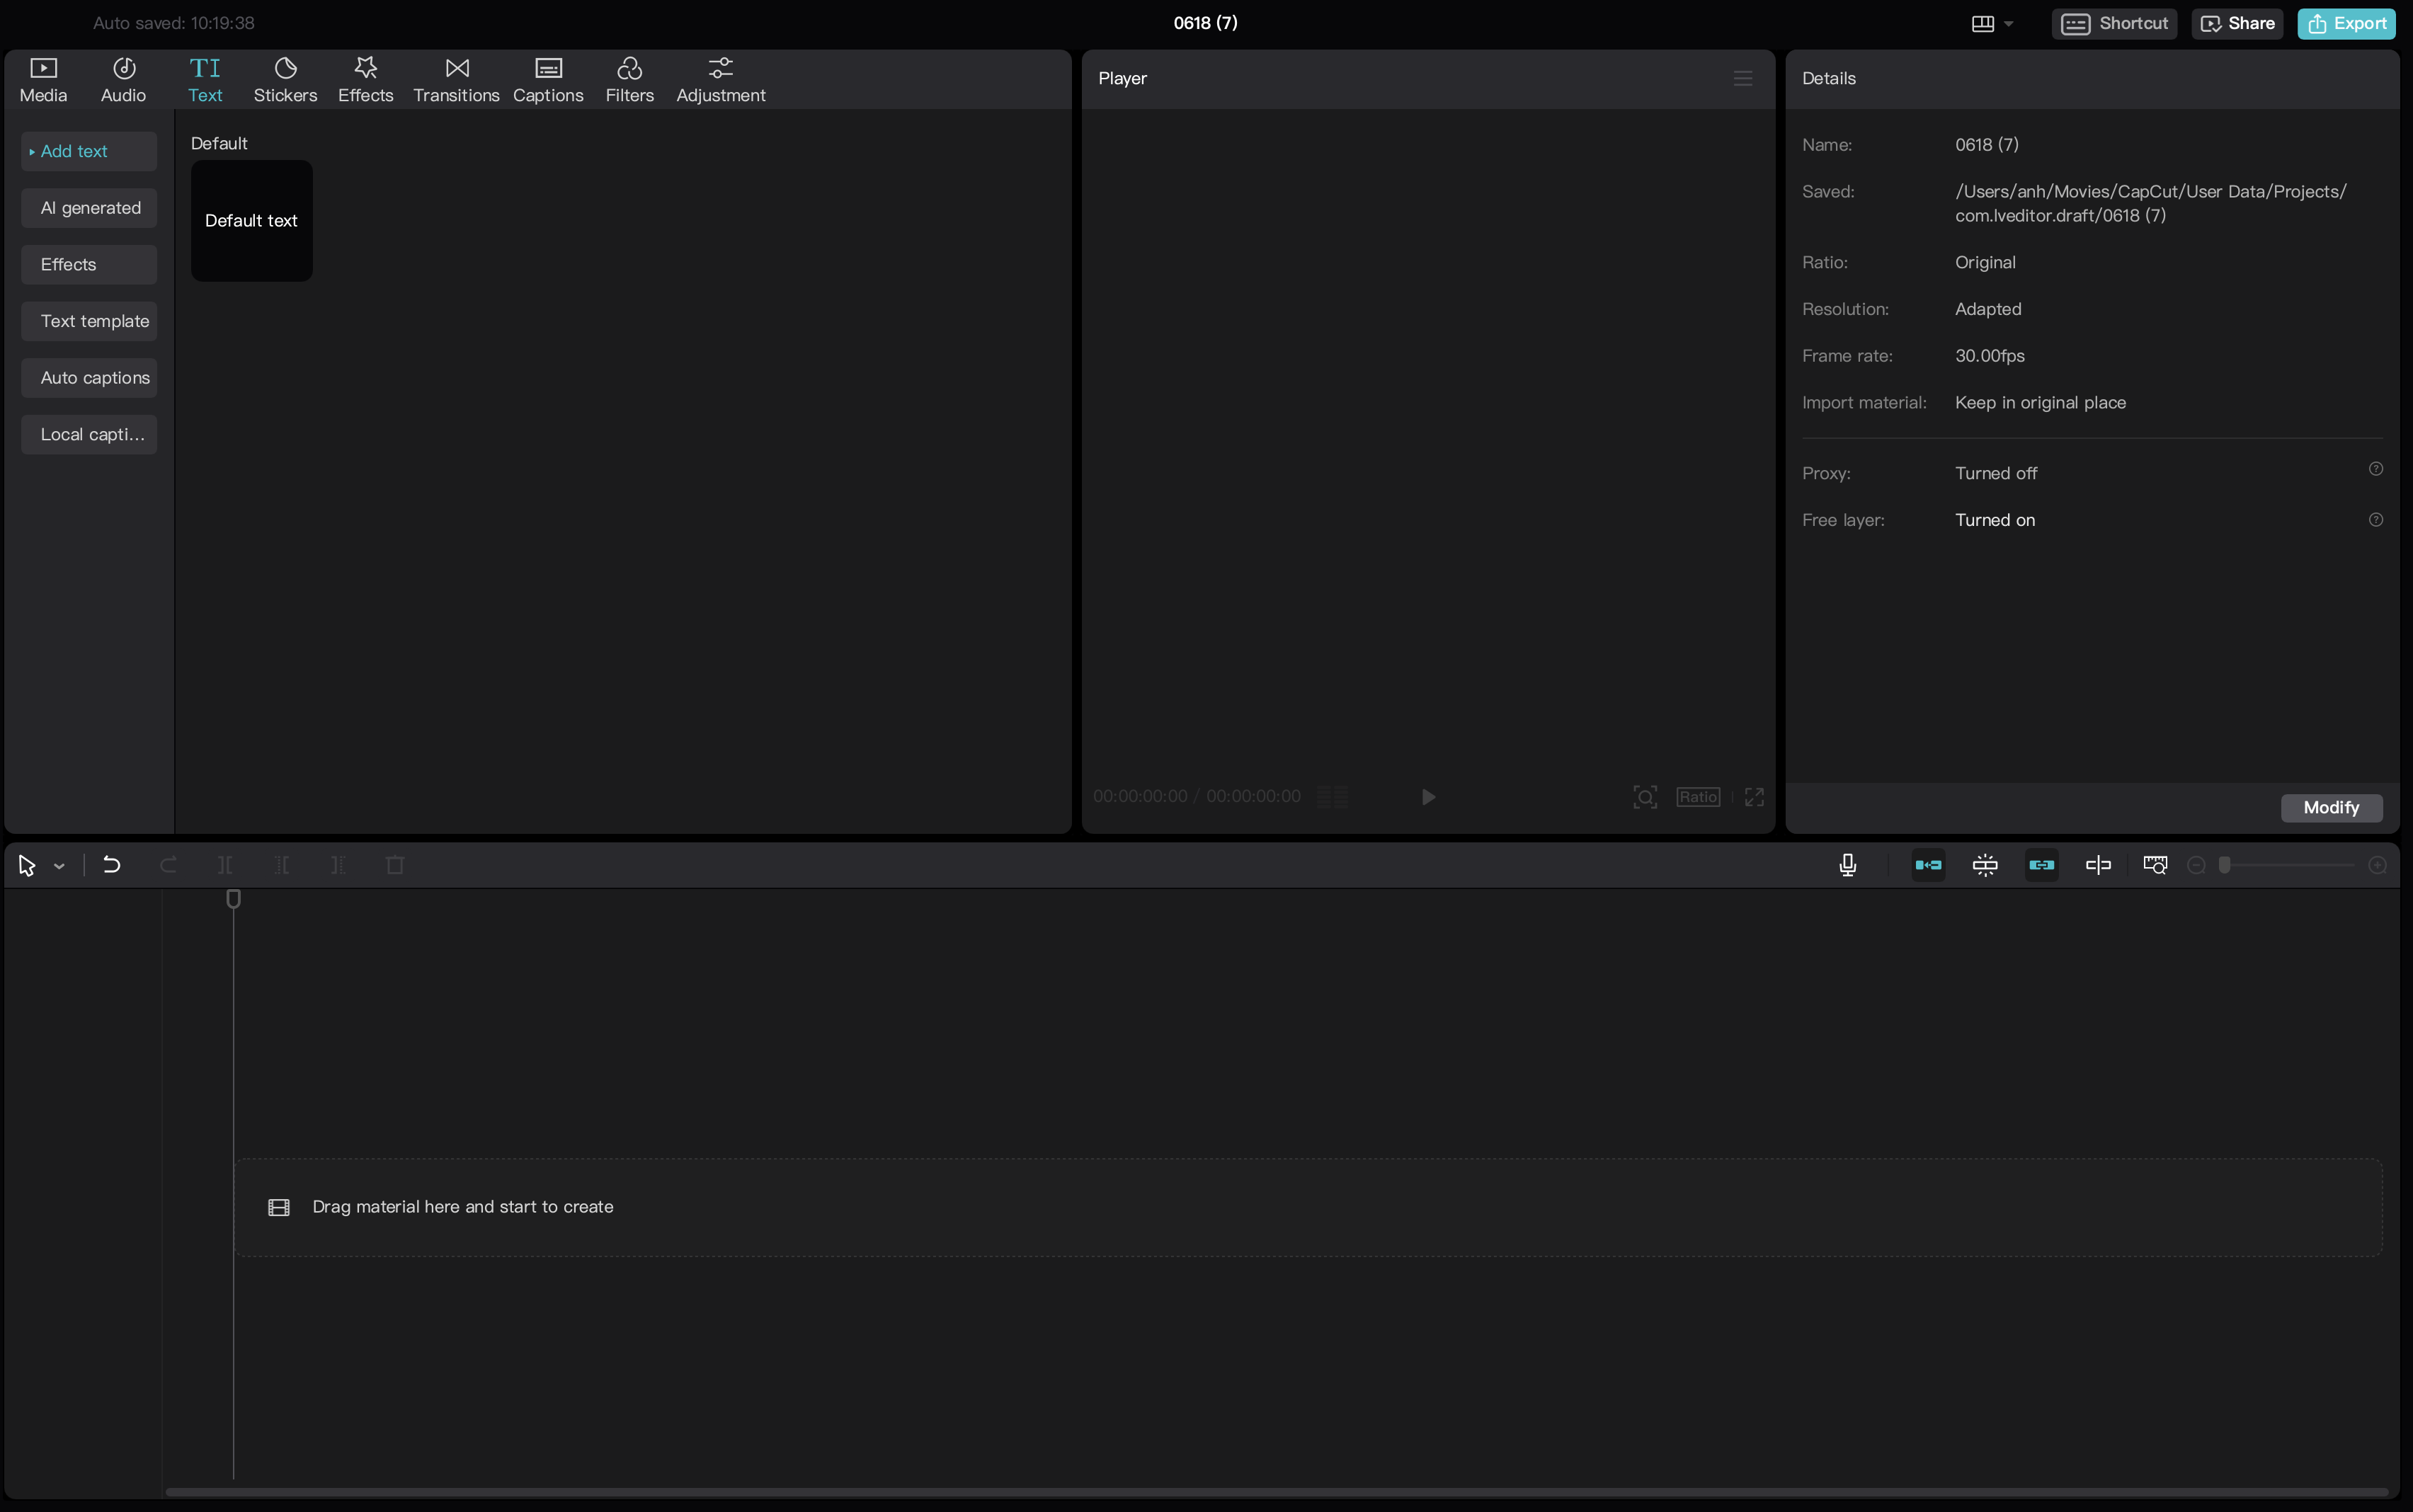 Auto saved: 10:19:38
0618 (7)
Shortcut
Share
Export
Media
Audio
Text
Stickers
Effects
Transitions
Captions
Filters
Adjustment
Add text
AI generated
Effects
Text template
Auto captions
Local capti...
Default
Default text
Player
00:00:00:00 / 00:00:00:00
Ratio
Details
Name: 0618 (7)
Saved: /Users/anh/Movies/CapCut/User Data/Projects/
com.lveditor.draft/0618 (7)
Ratio: Original
Resolution: Adapted
Frame rate: 30.00fps
Import material: Keep in original place
Proxy: Turned off
Free layer: Turned on
Modify
Drag material here and start to create